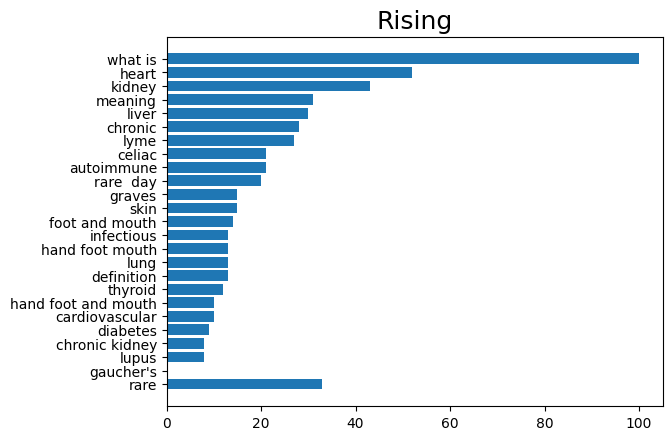 Rising
what is
heart
kidney
meaning
liver
chronic
lyme
celiac
autoimmune
rare  day
graves
skin
foot and mouth
infectious
hand foot mouth
lung
definition
thyroid
hand foot and mouth
cardiovascular
diabetes
chronic kidney
lupus
gaucher's
rare
0 20 40 60 80 100